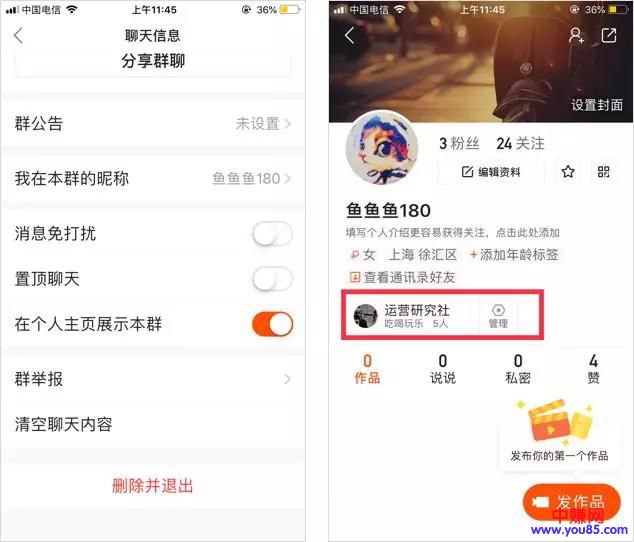 中国电信 上午11:45 36%
聊天信息
分享群聊
群公告 未设置
我在本群的昵称 鱼鱼鱼180
消息免打扰
置顶聊天
在个人主页展示本群
群举报
清空聊天内容
删除并退出
中国电信 上午11:45 36%
设置封面
3 粉丝 24 关注
编辑资料
鱼鱼鱼180
填写个人介绍更容易获得关注，点击此处添加
女 上海 徐汇区 +添加年龄标签
查看通讯录好友
运营研究社
吃喝玩乐 5人 管理
0 0 0 4
作品 说说 私密 赞
发布你的第一个作品
发作品
中赚网
www.you85.com